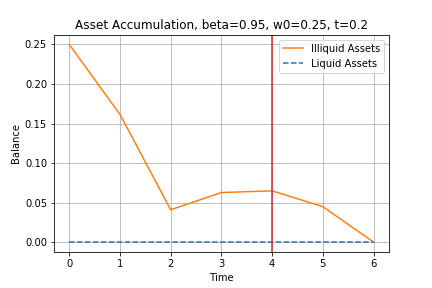 Asset Accumulation, beta=0.95, w0=0.25, t=0.2
Illiquid Assets
Liquid Assets
Balance
0.25
0.20
0.15
0.10
0.05
0.00
0 1 2 3 4 5 6
Time